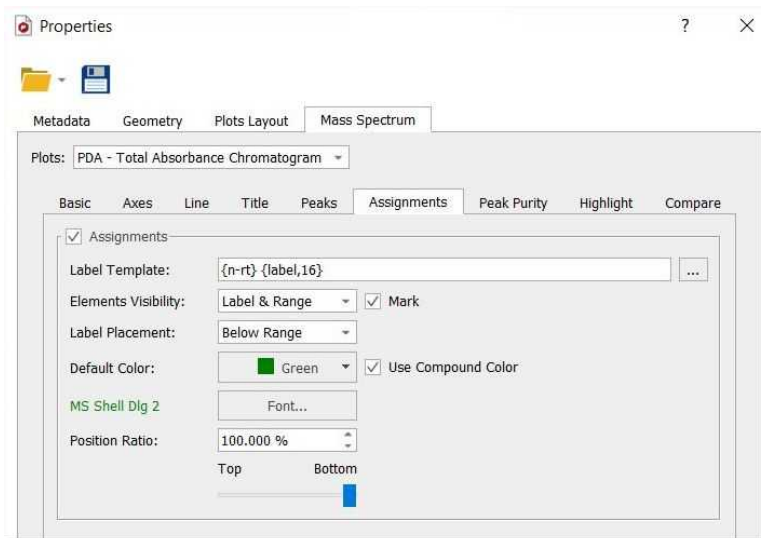 Properties
?
Metadata Geometry Plots Layout Mass Spectrum
Plots: PDA - Total Absorbance Chromatogram
Basic Axes Line Title Peaks Assignments Peak Purity Highlight Compare
Assignments
Label Template: {n-rt} {label,16} ...
Elements Visibility: Label & Range Mark
Label Placement: Below Range
Default Color: Green Use Compound Color
MS Shell Dlg 2 Font...
Position Ratio: 100.000 %
Top Bottom